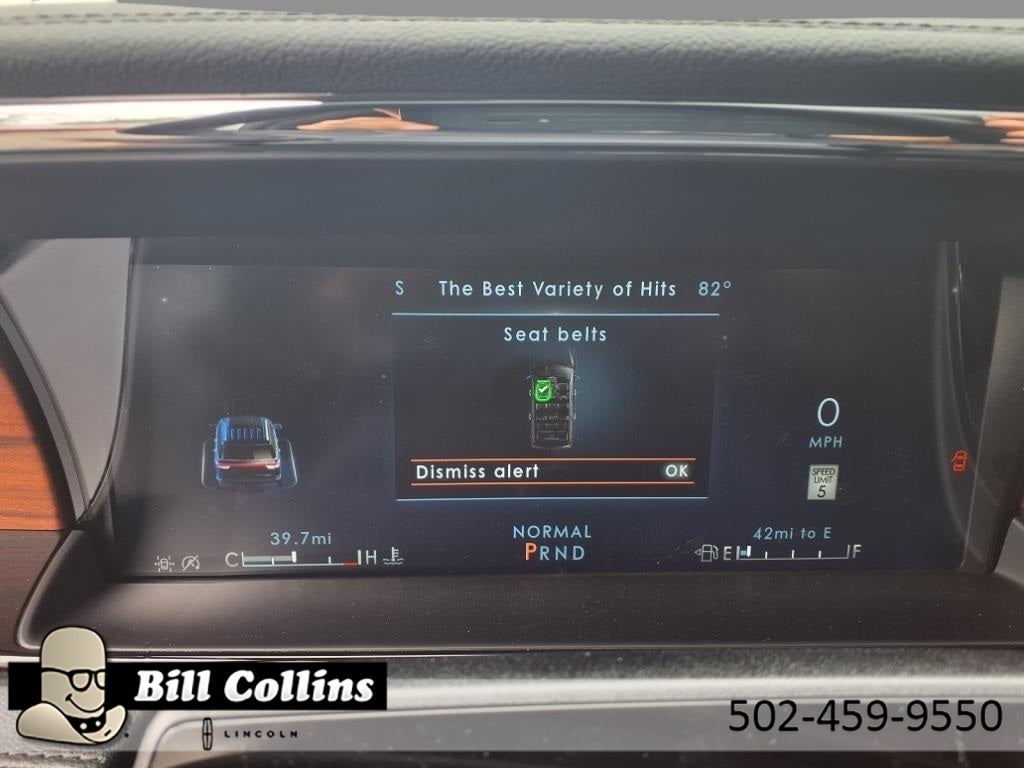 S The Best Variety of Hits 82°
Seat belts
Dismiss alert OK
0
MPH
SPEED
LIMIT
5
39.7mi
C H
NORMAL
PRND
42mi to E
E F
Bill Collins
LINCOLN
502-459-9550